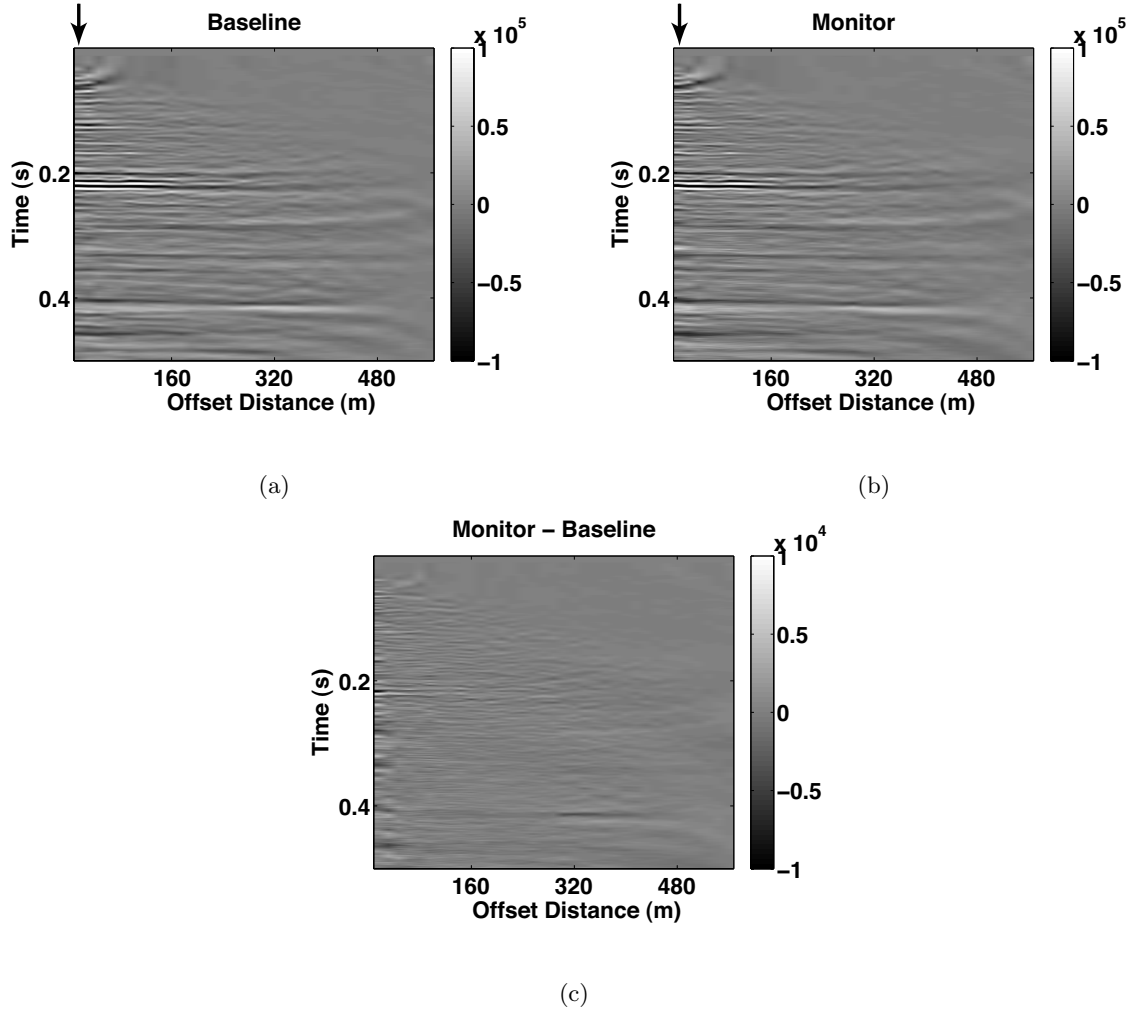 Baseline
x 10^5
1
0.5
0
−0.5
−1
0.2
0.4
Time (s)
160 320 480
Offset Distance (m)
(a)
Monitor
x 10^5
1
0.5
0
−0.5
−1
0.2
0.4
Time (s)
160 320 480
Offset Distance (m)
(b)
Monitor − Baseline
x 10^4
1
0.5
0
−0.5
−1
0.2
0.4
Time (s)
160 320 480
Offset Distance (m)
(c)